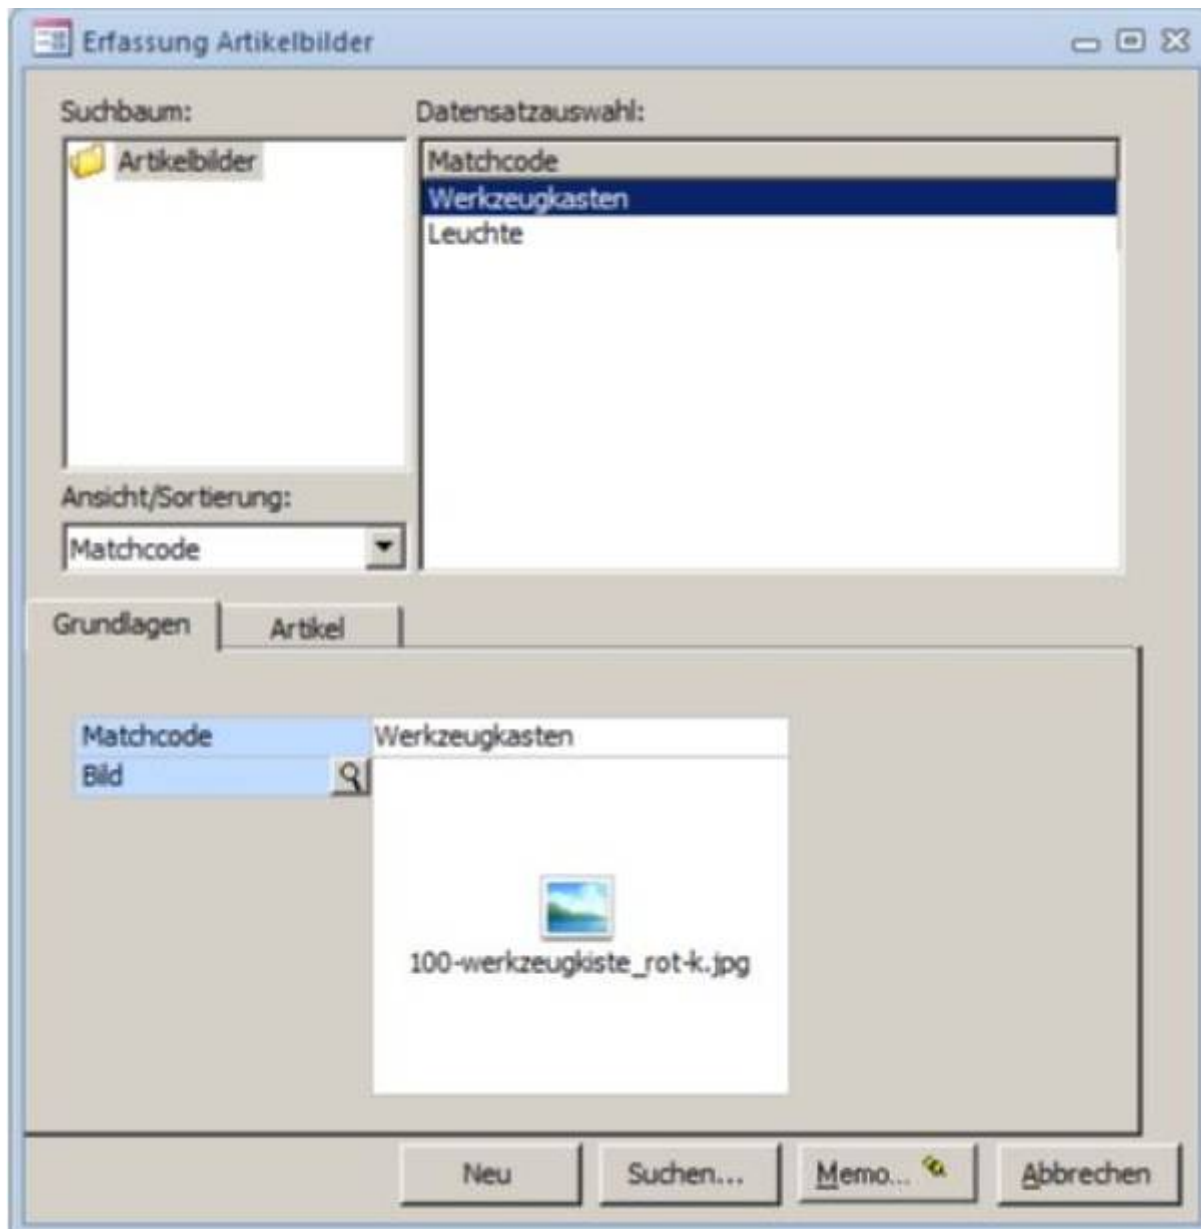 Erfassung Artikelbilder
Suchbaum:
Artikelbilder
Datensatzauswahl:
Matchcode
Werkzeugkasten
Leuchte
Ansicht/Sortierung:
Matchcode
Grundlagen
Artikel
Matchcode Werkzeugkasten
Bild
100-werkzeugkiste_rot-k.jpg
Neu Suchen... Memo... Abbrechen